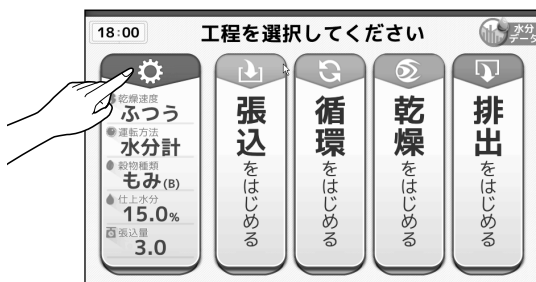 18:00
工程を選択してください
水分
データ
乾燥速度
ふつう
運転方法
水分計
穀物種類
もみ(B)
仕上水分
15.0%
張込量
3.0
張込をはじめる
循環をはじめる
乾燥をはじめる
排出をはじめる